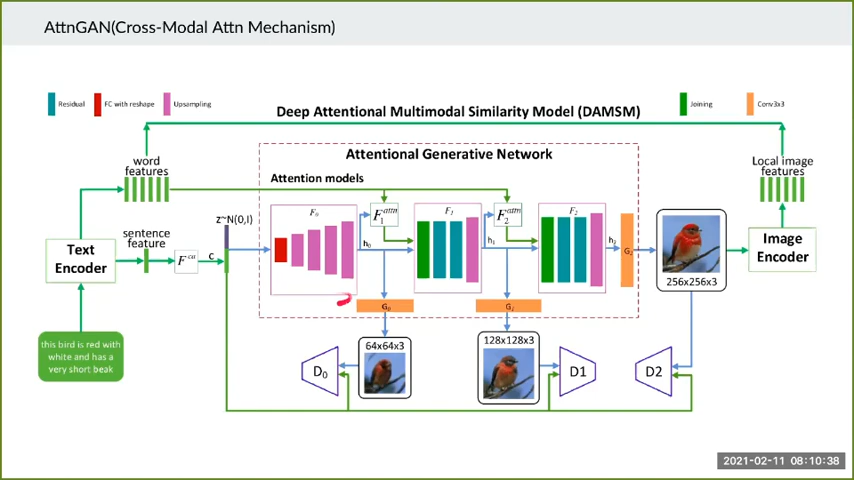 AttnGAN(Cross-Modal Attn Mechanism)
Residual
FC with reshape
Upsampling
Joining
Conv3x3
Deep Attentional Multimodal Similarity Model (DAMSM)
word
features
Attentional Generative Network
Local image
features
Attention models
z~N(0,I)
F0
F1attn
F1
F2attn
F2
sentence
feature
Text
Encoder
Fca
c
h0
h1
h2
G2
Image
Encoder
256x256x3
G0
G1
this bird is red with
white and has a
very short beak
64x64x3
128x128x3
D0
D1
D2
2021-02-11 08:10:38